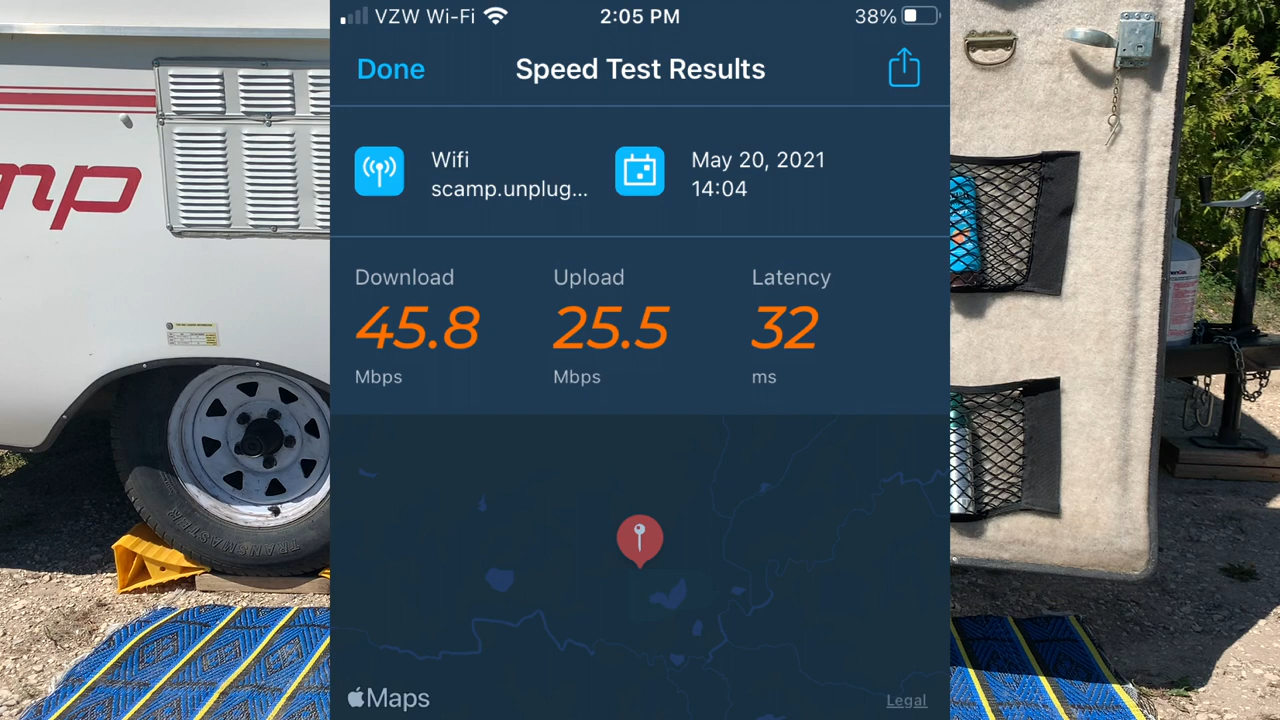 VZW Wi-Fi
2:05 PM
38%
Done
Speed Test Results
Wifi
scamp.unplug...
May 20, 2021
14:04
Download
Upload
Latency
45.8
25.5
32
Mbps
Mbps
ms
mp
TRANSMASTER
Maps
Legal